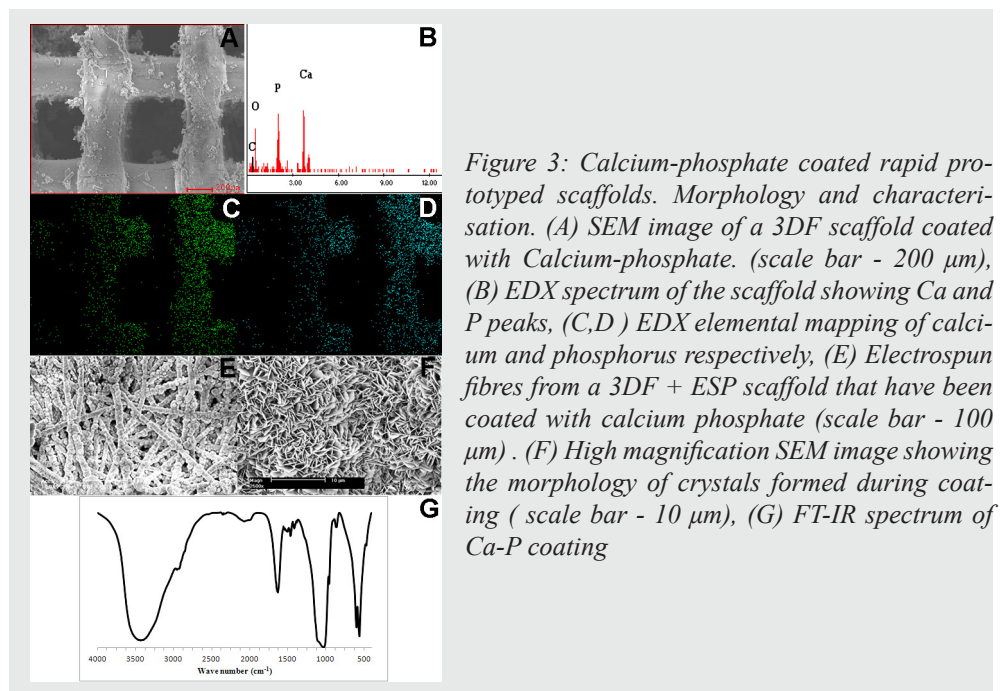 A
B
Ca
P
O
C
3.00 6.00 9.00 12.00
C
D
E
F
10 µm
G
4000 3500 3000 2500 2000 1500 1000 500
Wave number (cm-1)
Figure 3: Calcium-phosphate coated rapid pro-
totyped scaffolds. Morphology and characteri-
sation. (A) SEM image of a 3DF scaffold coated
with Calcium-phosphate. (scale bar - 200 µm),
(B) EDX spectrum of the scaffold showing Ca and
P peaks, (C,D ) EDX elemental mapping of calci-
um and phosphorus respectively, (E) Electrospun
fibres from a 3DF + ESP scaffold that have been
coated with calcium phosphate (scale bar - 100
µm) . (F) High magnification SEM image showing
the morphology of crystals formed during coat-
ing ( scale bar - 10 µm), (G) FT-IR spectrum of
Ca-P coating